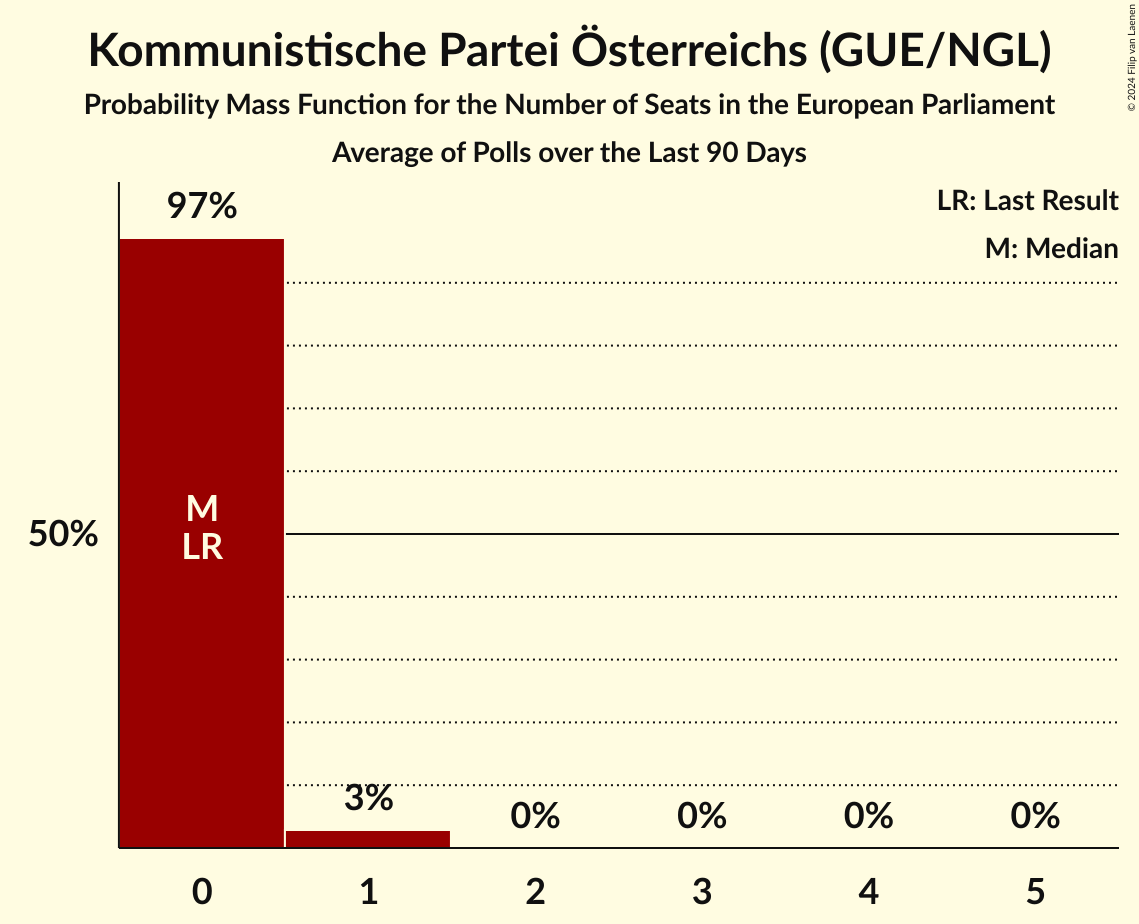 Kommunistische Partei Österreichs (GUE/NGL)
Probability Mass Function for the Number of Seats in the European Parliament
Average of Polls over the Last 90 Days
© 2024 Filip van Laenen
LR: Last Result
M: Median
97%
M
LR
50%
3%
0%
0%
0%
0%
0
1
2
3
4
5